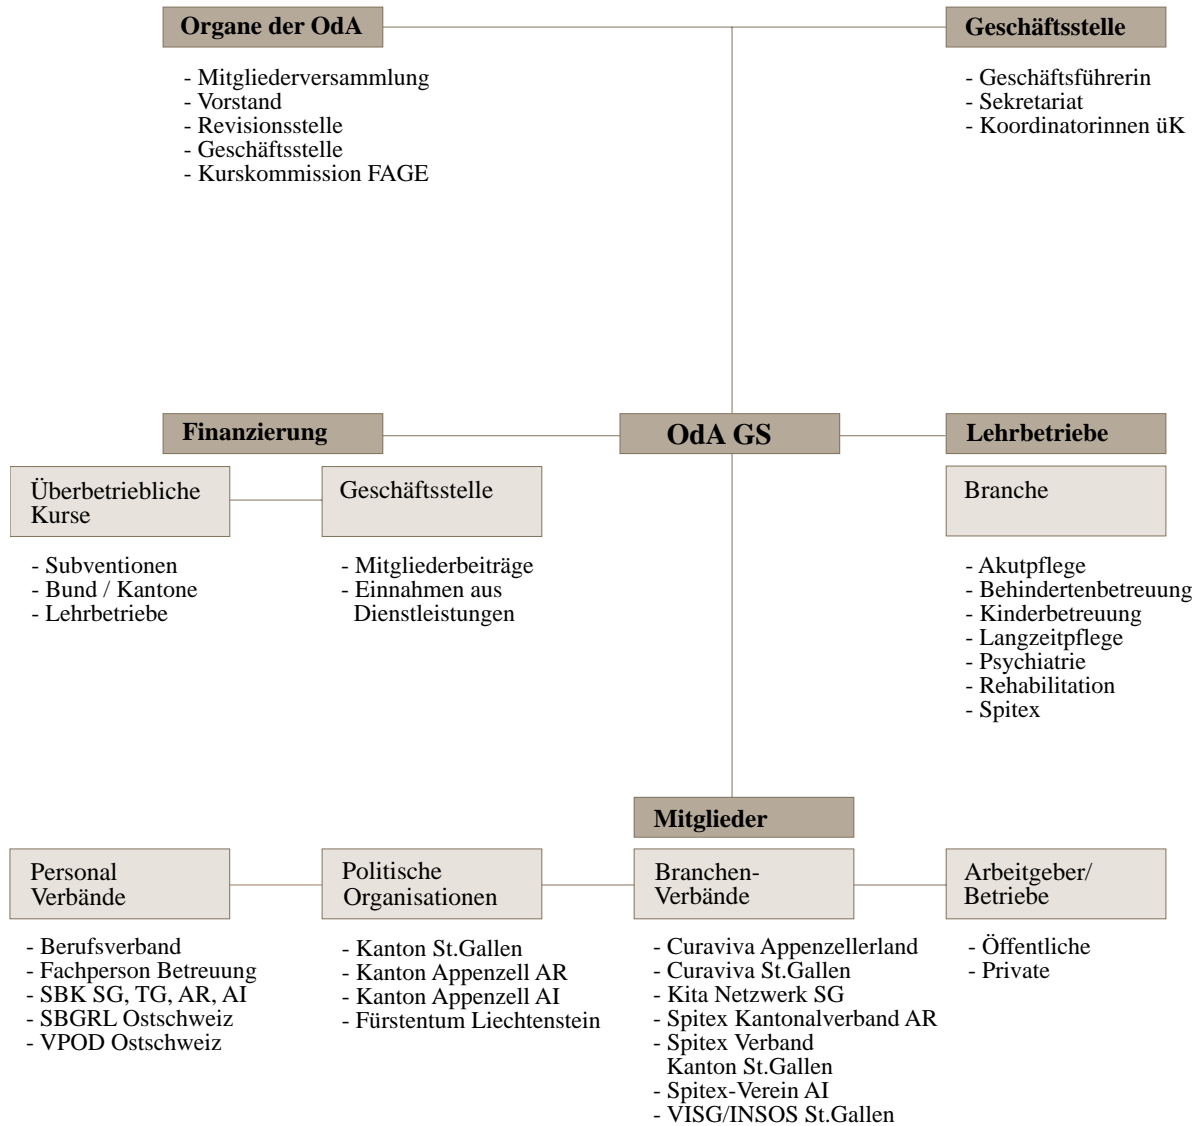 Organe der OdA
- Mitgliederversammlung
- Vorstand
- Revisionsstelle
- Geschäftsstelle
- Kurskommission FAGE
Geschäftsstelle
- Geschäftsführerin
- Sekretariat
- Koordinatorinnen üK
Finanzierung
OdA GS
Lehrbetriebe
Überbetriebliche
Kurse
- Subventionen
- Bund / Kantone
- Lehrbetriebe
Geschäftsstelle
- Mitgliederbeiträge
- Einnahmen aus
Dienstleistungen
Branche
- Akutpflege
- Behindertenbetreuung
- Kinderbetreuung
- Langzeitpflege
- Psychiatrie
- Rehabilitation
- Spitex
Mitglieder
Personal
Verbände
- Berufsverband
- Fachperson Betreuung
- SBK SG, TG, AR, AI
- SBGRL Ostschweiz
- VPOD Ostschweiz
Politische
Organisationen
- Kanton St.Gallen
- Kanton Appenzell AR
- Kanton Appenzell AI
- Fürstentum Liechtenstein
Branchen-
Verbände
- Curaviva Appenzellerland
- Curaviva St.Gallen
- Kita Netzwerk SG
- Spitex Kantonalverband AR
- Spitex Verband
Kanton St.Gallen
- Spitex-Verein AI
- VISG/INSOS St.Gallen
Arbeitgeber/
Betriebe
- Öffentliche
- Private